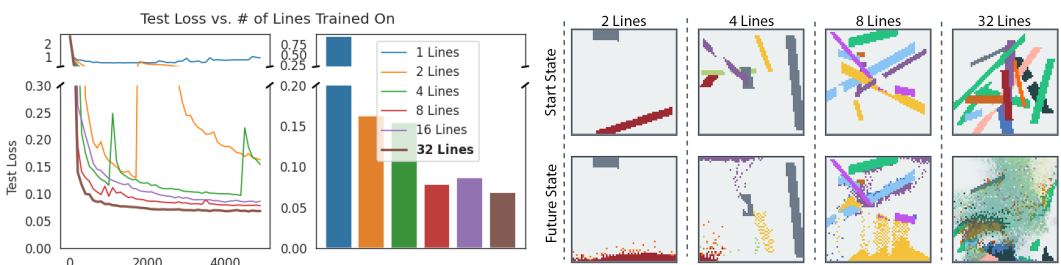 Test Loss vs. # of Lines Trained On
Test Loss
2
1
0.30
0.25
0.20
0.15
0.10
0.05
0.00
0
2000
4000
0.75
0.50
0.25
0.20
0.15
0.10
0.05
0.00
1 Lines
2 Lines
4 Lines
8 Lines
16 Lines
32 Lines
2 Lines
4 Lines
8 Lines
32 Lines
Start State
Future State